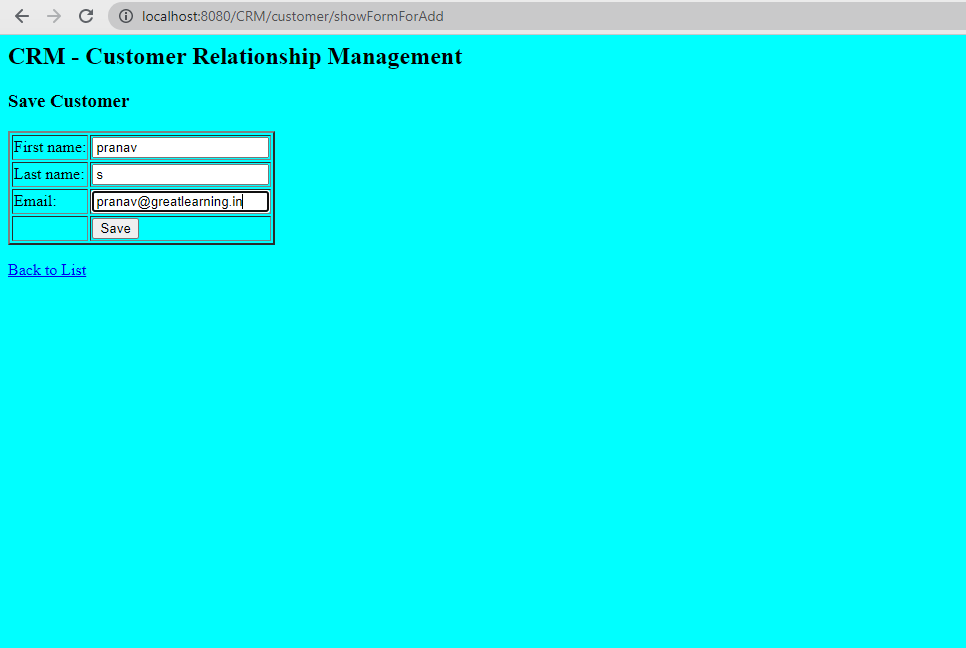 localhost:8080/CRM/customer/showFormForAdd
CRM - Customer Relationship Management
Save Customer
First name: pranav
Last name: s
Email: pranav@greatlearning.in
Save
Back to List